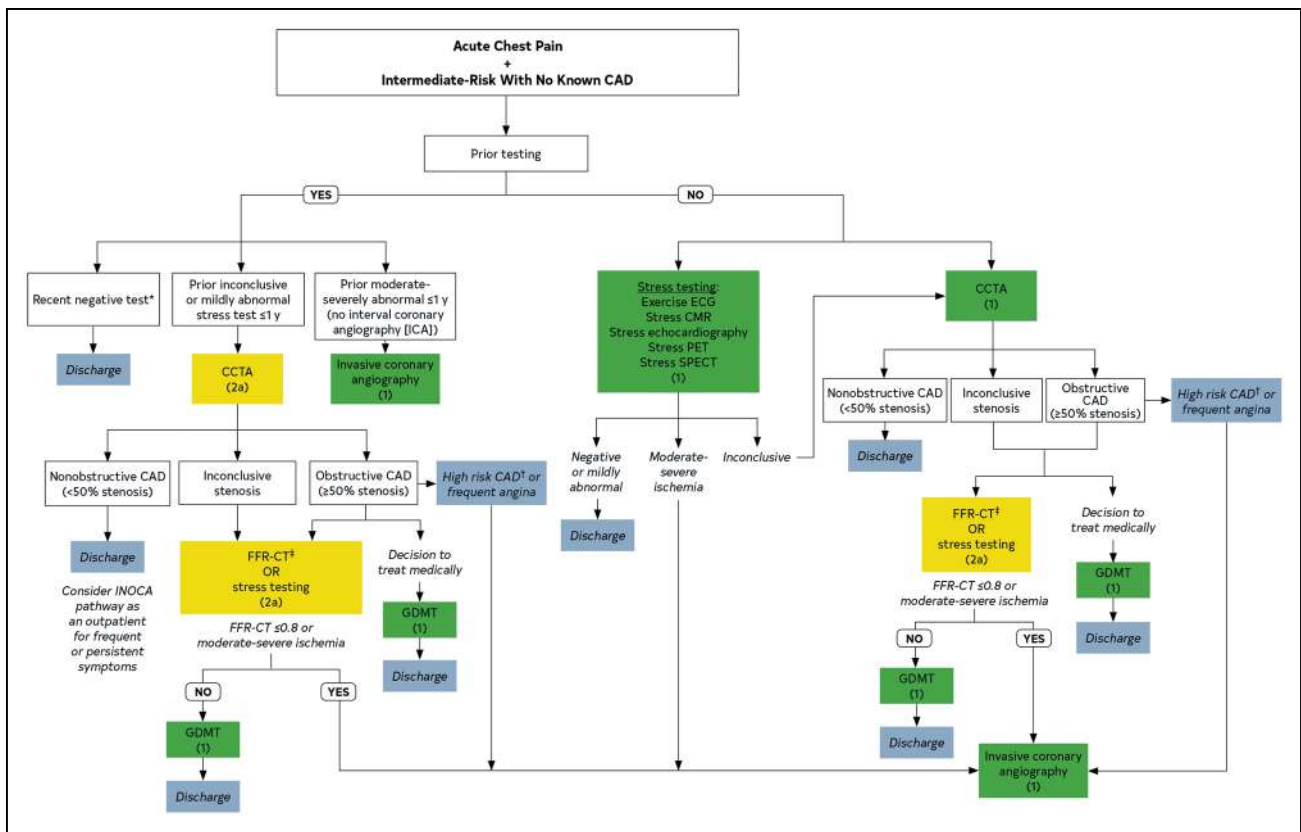 Acute Chest Pain
+
Intermediate-Risk With No Known CAD
Prior testing
YES
NO
Recent negative test*
Prior inconclusive
or mildly abnormal
stress test ≤1 y
Prior moderate-
severely abnormal ≤1 y
(no interval coronary
angiography [ICA])
Discharge
CCTA
(2a)
Invasive coronary
angiography
(1)
Nonobstructive CAD
(<50% stenosis)
Inconclusive
stenosis
Obstructive CAD
(≥50% stenosis)
High risk CAD† or
frequent angina
Discharge
Consider INOCA
pathway as
an outpatient
for frequent
or persistent
symptoms
FFR-CT‡
OR
stress testing
(2a)
Decision to
treat medically
GDMT
(1)
Discharge
FFR-CT ≤0.8 or
moderate-severe ischemia
NO
YES
GDMT
(1)
Discharge
Stress testing:
Exercise ECG
Stress CMR
Stress echocardiography
Stress PET
Stress SPECT
(1)
Negative
or mildly
abnormal
Moderate-
severe
ischemia
Inconclusive
Discharge
CCTA
(1)
Nonobstructive CAD
(<50% stenosis)
Inconclusive
stenosis
Obstructive
CAD
(≥50% stenosis)
High risk CAD† or
frequent angina
Discharge
FFR-CT‡
OR
stress testing
(2a)
Decision to
treat medically
GDMT
(1)
Discharge
FFR-CT ≤0.8 or
moderate-severe ischemia
NO
YES
GDMT
(1)
Discharge
Invasive coronary
angiography
(1)